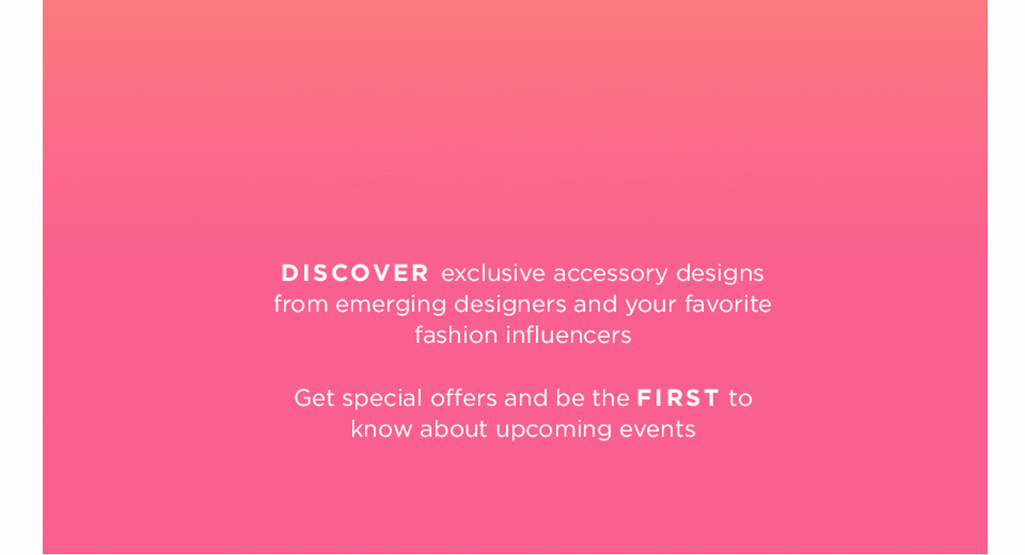 DISCOVER exclusive accessory designs
from emerging designers and your favorite
fashion influencers
Get special offers and be the FIRST to
know about upcoming events